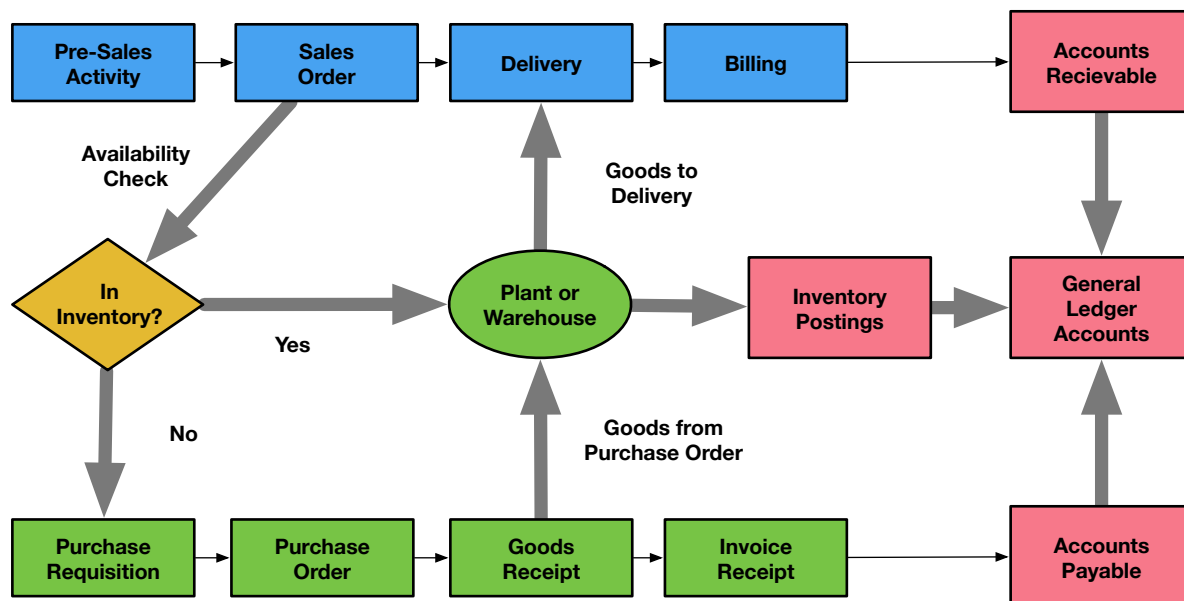 Pre-Sales
Activity
Sales
Order
Delivery
Billing
Accounts
Recievable
Availability
Check
Goods to
Delivery
In
Inventory?
Yes
Plant or
Warehouse
Inventory
Postings
General
Ledger
Accounts
No
Goods from
Purchase Order
Purchase
Requisition
Purchase
Order
Goods
Receipt
Invoice
Receipt
Accounts
Payable